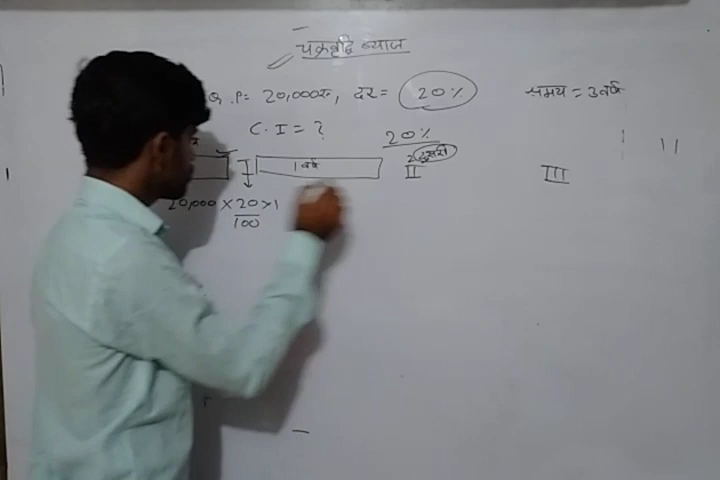 चक्रवृद्धि ब्याज
Q. P = 20,000रु, दर = 20% समय = 3वर्ष
C. I = ?
20%
I 1 वर्ष II III
20,000 × 20 × 1
100